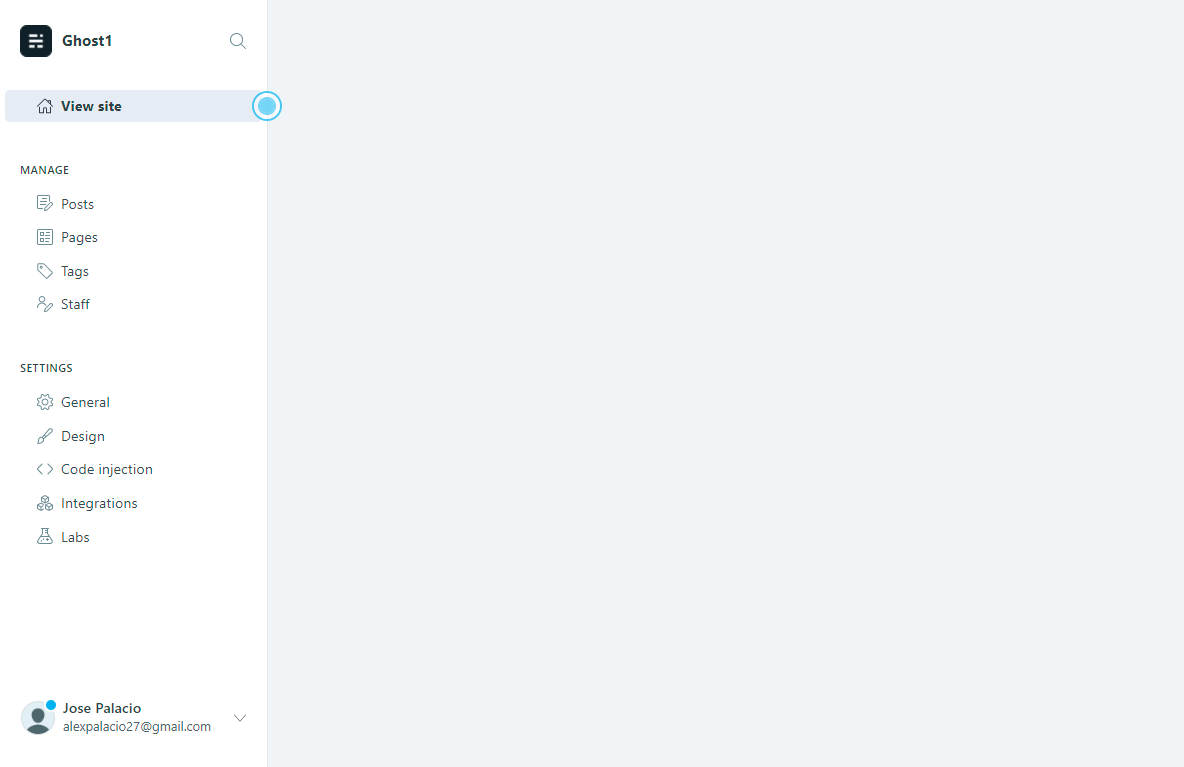 Ghost1
View site
MANAGE
Posts
Pages
Tags
Staff
SETTINGS
General
Design
Code injection
Integrations
Labs
Jose Palacio
alexpalacio27@gmail.com